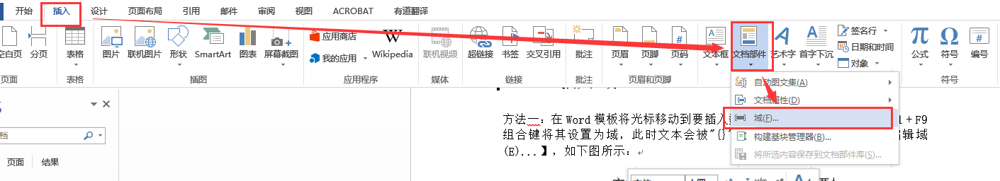 开始 插入 设计 页面布局 引用 邮件 审阅 视图 ACROBAT 有道翻译
空白页 分页 表格 图片 联机图片 形状 SmartArt 图表 屏幕截图 应用商店 我的应用 Wikipedia 联机视频 超链接 书签 交叉引用 批注 页眉 页脚 页码 文本框 文档部件 艺术字 首字下沉 签名行 日期和时间 对象 公式 符号 编号
页面 表格 插图 应用程序 媒体 链接 批注 页眉和页脚 符号
自动图文集(A)
文档属性(D)
域(F)...
构建基块管理器(B)...
将所选内容保存到文档部件库(S)...
档
页面 结果
方法一：在 Word 模板将光标移动到要插入 1＋F9
组合键将其设置为域，此时文本会被"{}" 编辑域
(E)...】，如下图所示：